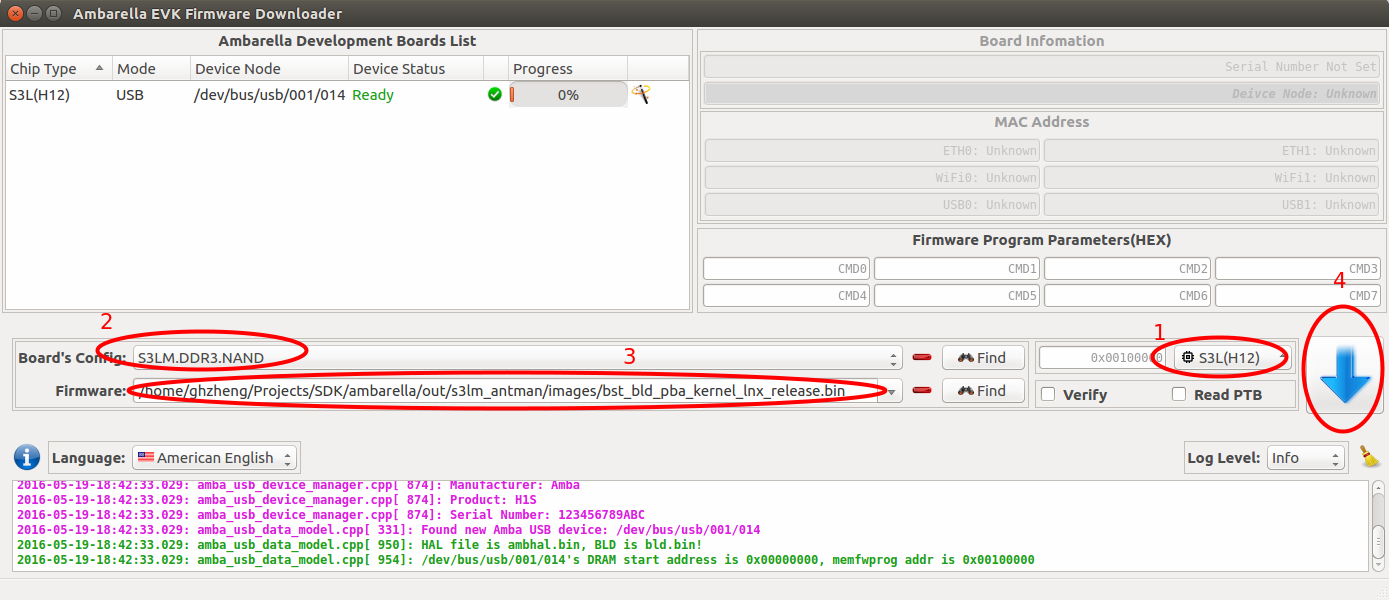 Ambarella EVK Firmware Downloader
Ambarella Development Boards List
Chip Type Mode Device Node Device Status Progress
S3L(H12) USB /dev/bus/usb/001/014 Ready 0%
Board Infomation
Serial Number Not Set
Deivce Node: Unknown
MAC Address
ETH0: Unknown ETH1: Unknown
WiFi0: Unknown WiFi1: Unknown
USB0: Unknown USB1: Unknown
Firmware Program Parameters(HEX)
CMD0 CMD1 CMD2 CMD3
CMD4 CMD5 CMD6 CMD7
4
2
3
1
Board's Config: S3LM.DDR3.NAND Find 0x00100000 S3L(H12)
Firmware: /home/ghzheng/Projects/SDK/ambarella/out/s3lm_antman/images/bst_bld_pba_kernel_lnx_release.bin Find Verify Read PTB
Language: American English Log Level: Info
2016-05-19-18:42:33.029: amba_usb_device_manager.cpp[ 874]: Manufacturer: Amba
2016-05-19-18:42:33.029: amba_usb_device_manager.cpp[ 874]: Product: H1S
2016-05-19-18:42:33.029: amba_usb_device_manager.cpp[ 874]: Serial Number: 123456789ABC
2016-05-19-18:42:33.029: amba_usb_data_model.cpp[ 331]: Found new Amba USB device: /dev/bus/usb/001/014
2016-05-19-18:42:33.029: amba_usb_data_model.cpp[ 950]: HAL file is ambhal.bin, BLD is bld.bin!
2016-05-19-18:42:33.029: amba_usb_data_model.cpp[ 954]: /dev/bus/usb/001/014's DRAM start address is 0x00000000, memfwprog addr is 0x00100000